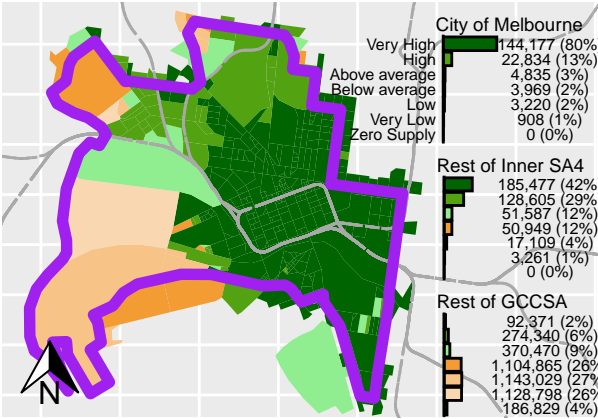 City of Melbourne
Very High 144,177 (80%
High 22,834 (13%)
Above average 4,835 (3%)
Below average 3,969 (2%)
Low 3,220 (2%)
Very Low 908 (1%)
Zero Supply 0 (0%)
Rest of Inner SA4
185,477 (42%
128,605 (29%
51,587 (12%)
50,949 (12%)
17,109 (4%)
3,261 (1%)
0 (0%)
Rest of GCCSA
92,371 (2%)
274,340 (6%)
370,470 (9%)
1,104,865 (26%
1,143,029 (27%
1,128,798 (26%
186,829 (4%)
N